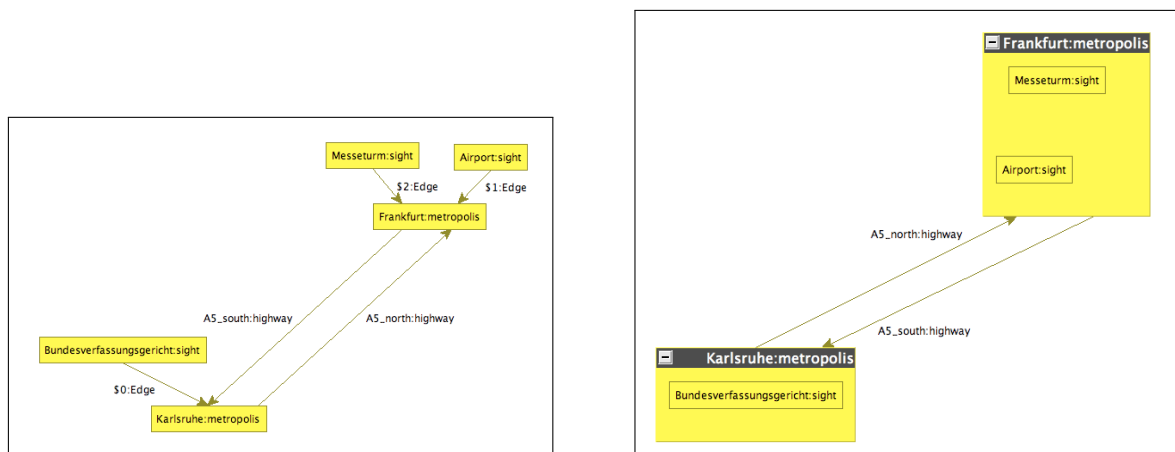 Messeturm:sight
Airport:sight
$2:Edge
$1:Edge
Frankfurt:metropolis
A5_south:highway
A5_north:highway
Bundesverfassungsgericht:sight
$0:Edge
Karlsruhe:metropolis
Frankfurt:metropolis
Messeturm:sight
Airport:sight
A5_north:highway
A5_south:highway
Karlsruhe:metropolis
Bundesverfassungsgericht:sight